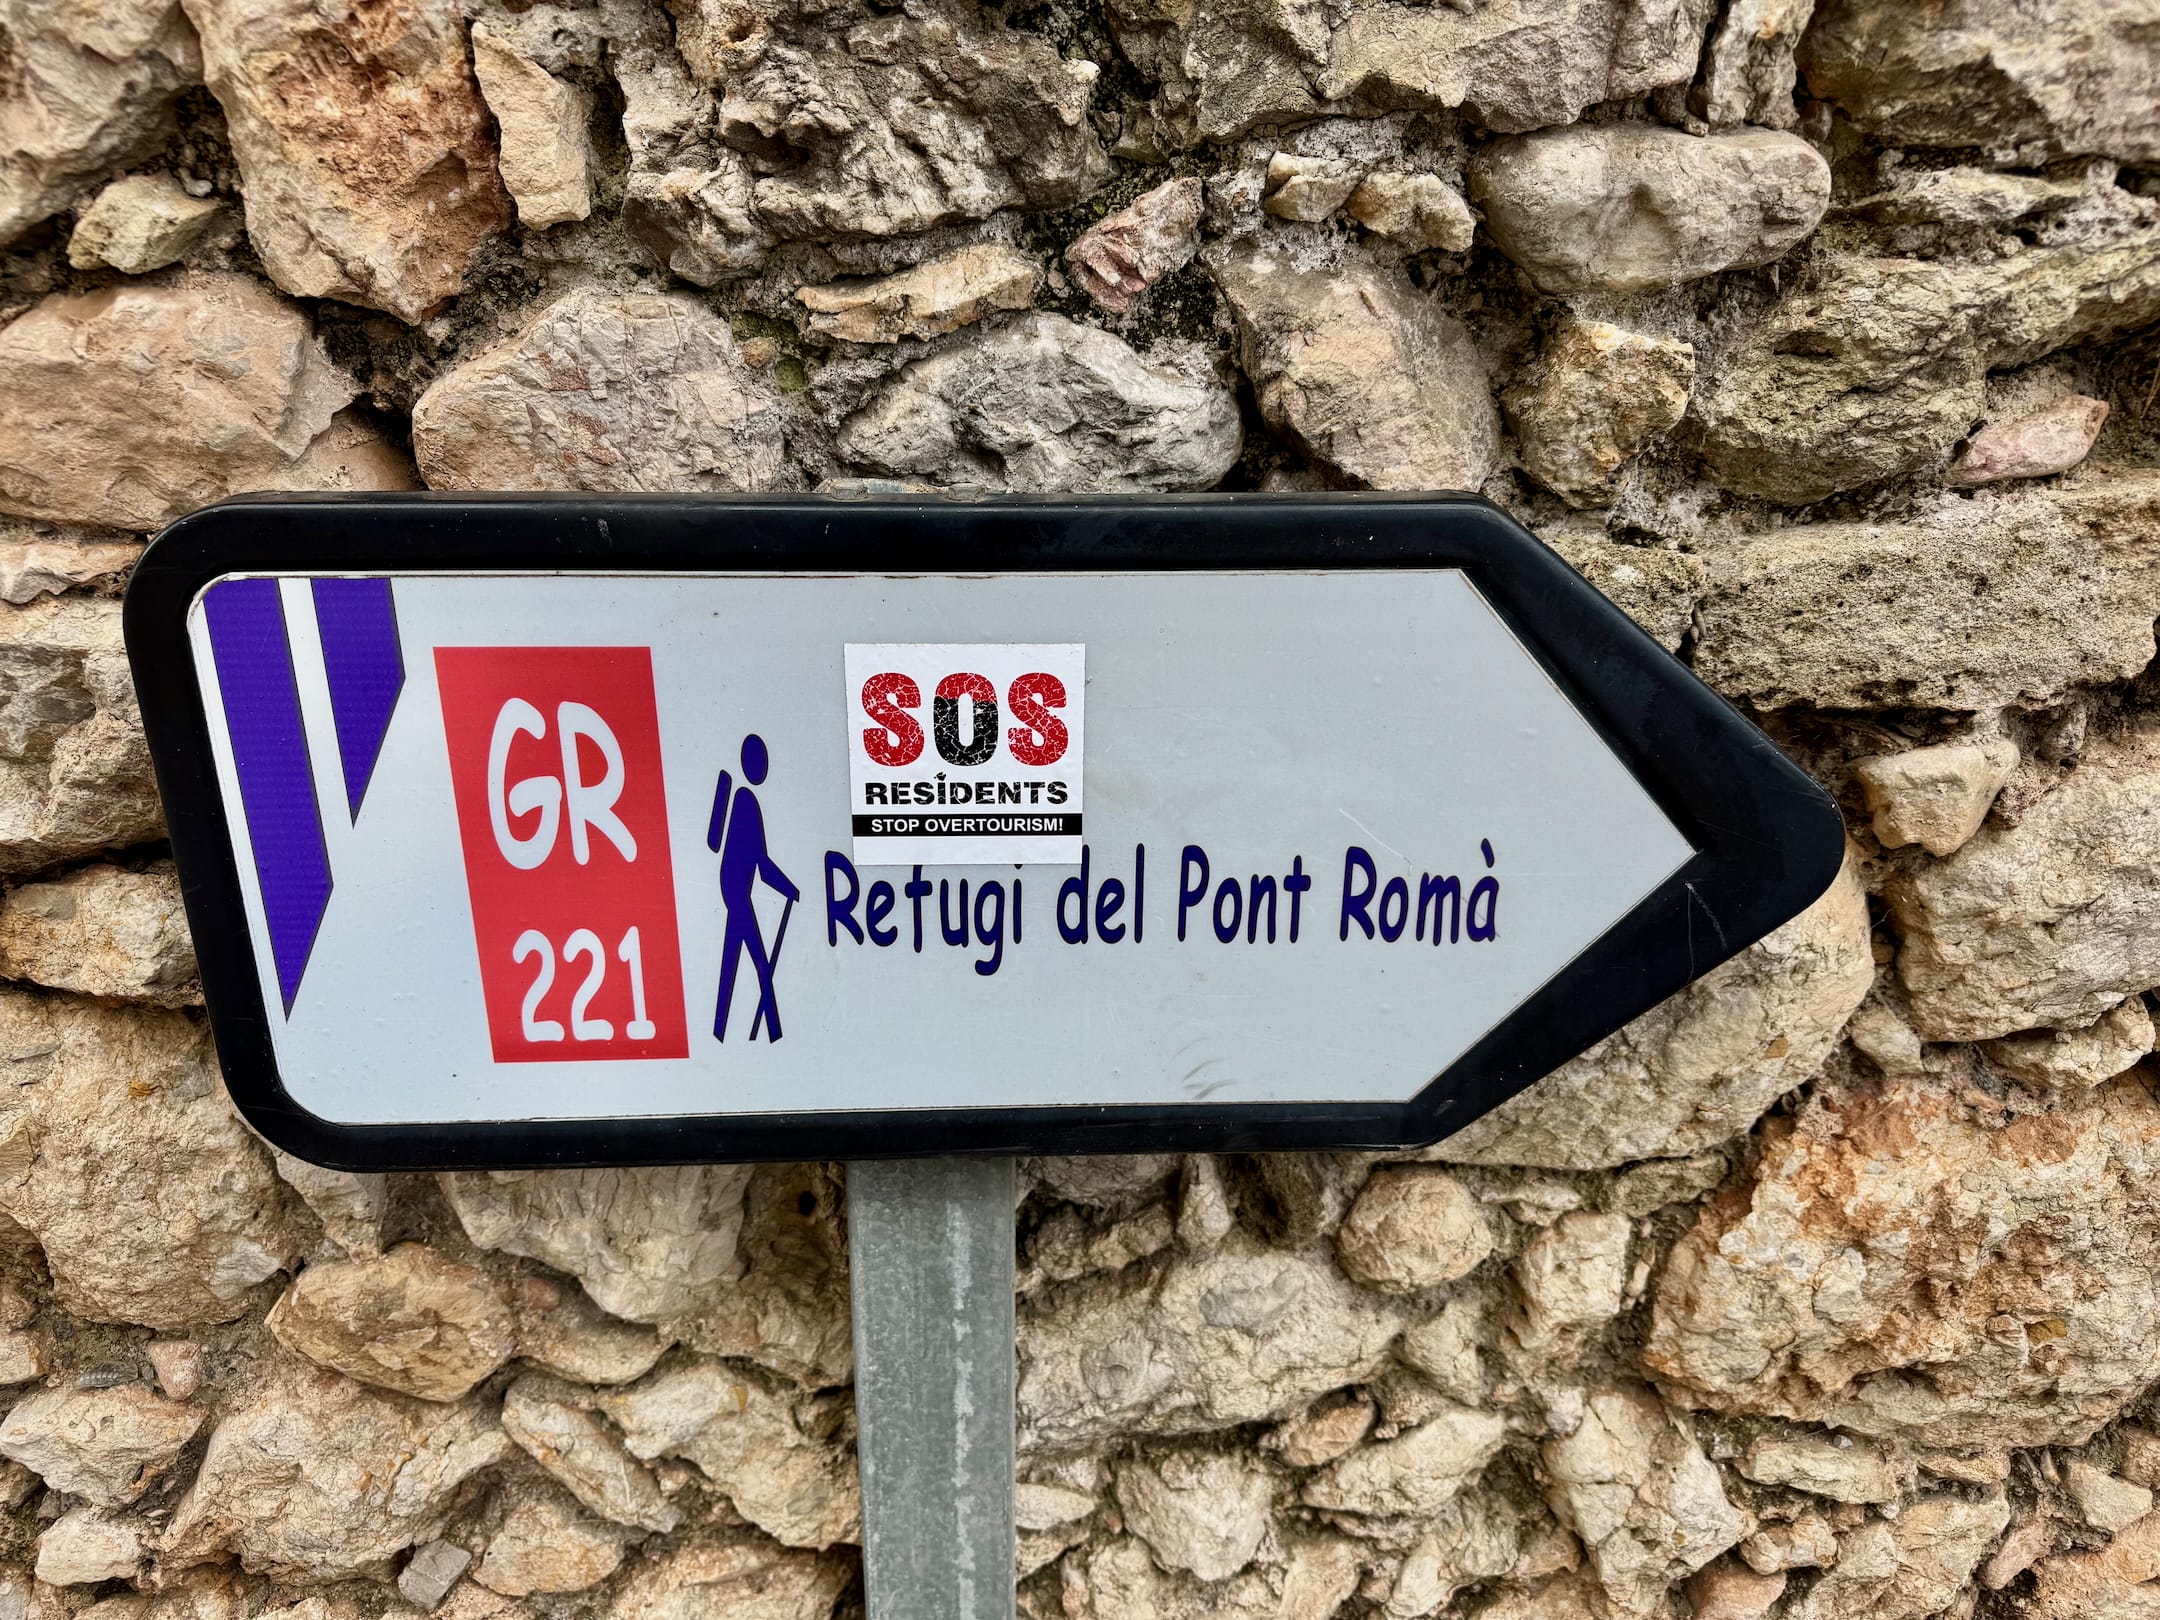 GR
221
SOS
RESIDENTS
STOP OVERTOURISM!
Refugi del Pont Romà